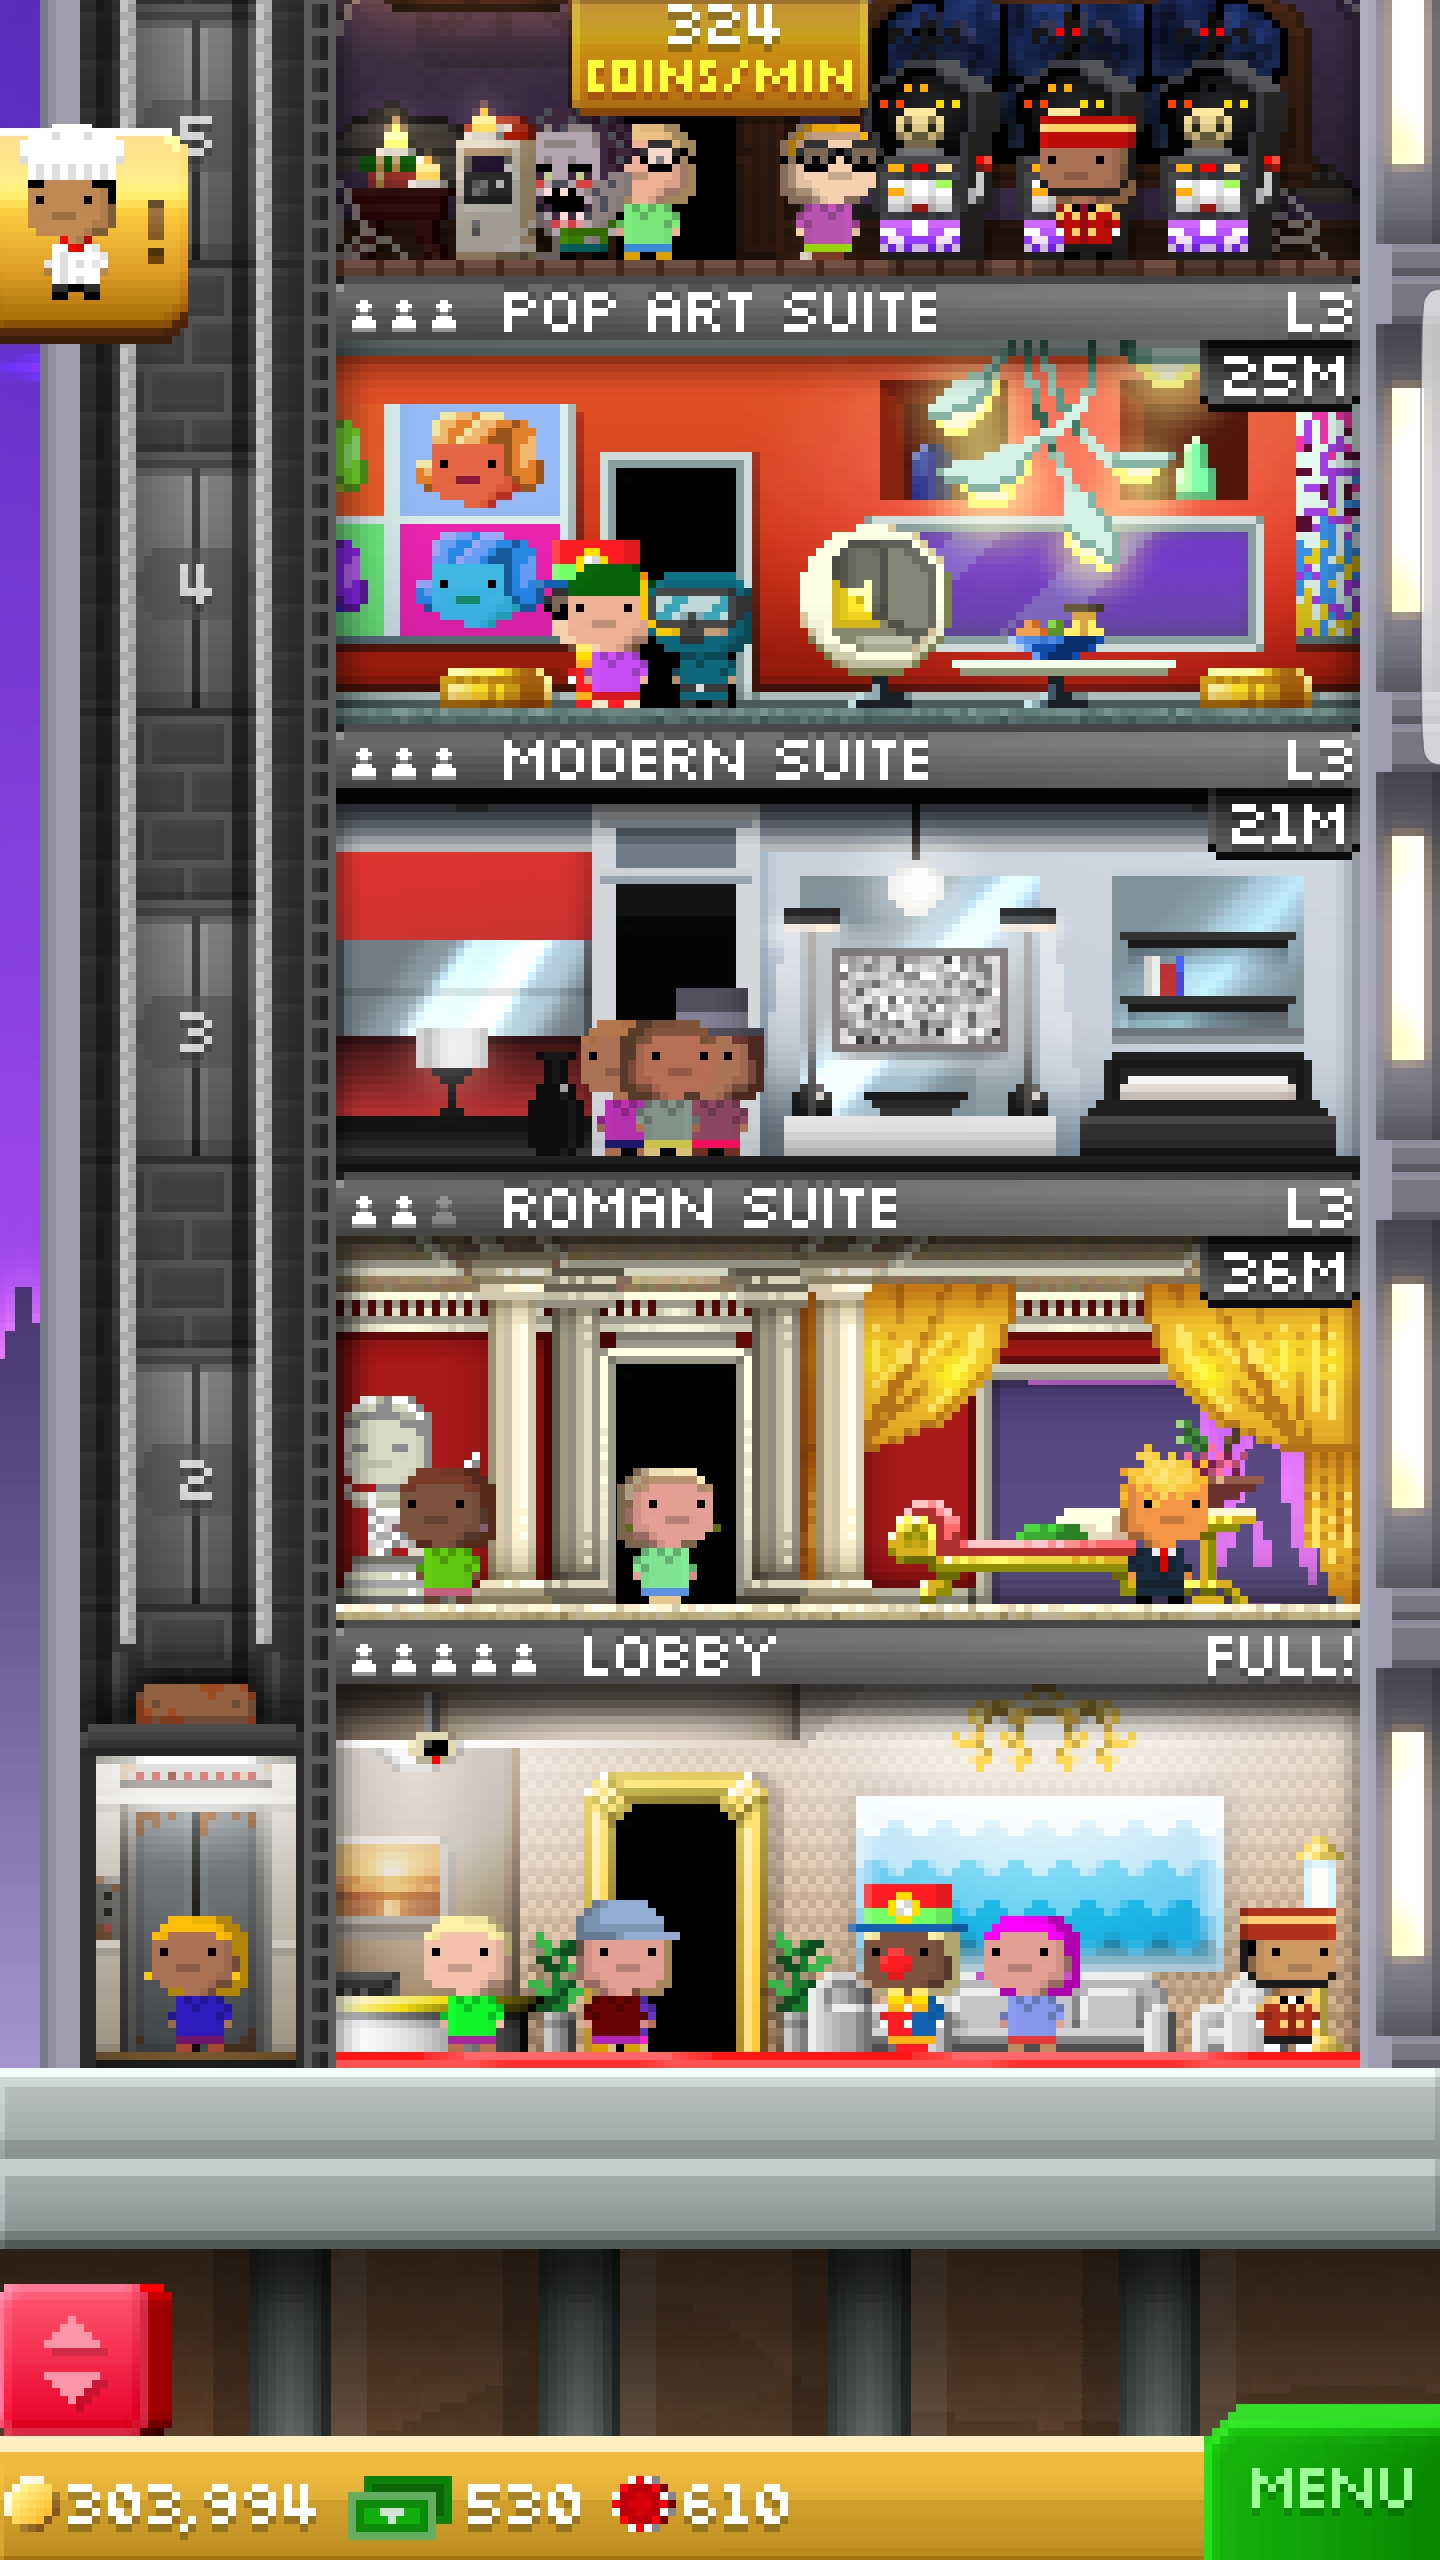 324
COINS/MIN
5
!
POP ART SUITE L3
25M
4
MODERN SUITE L3
21M
3
ROMAN SUITE L3
36M
2
LOBBY FULL!
303,994 530 610
MENU